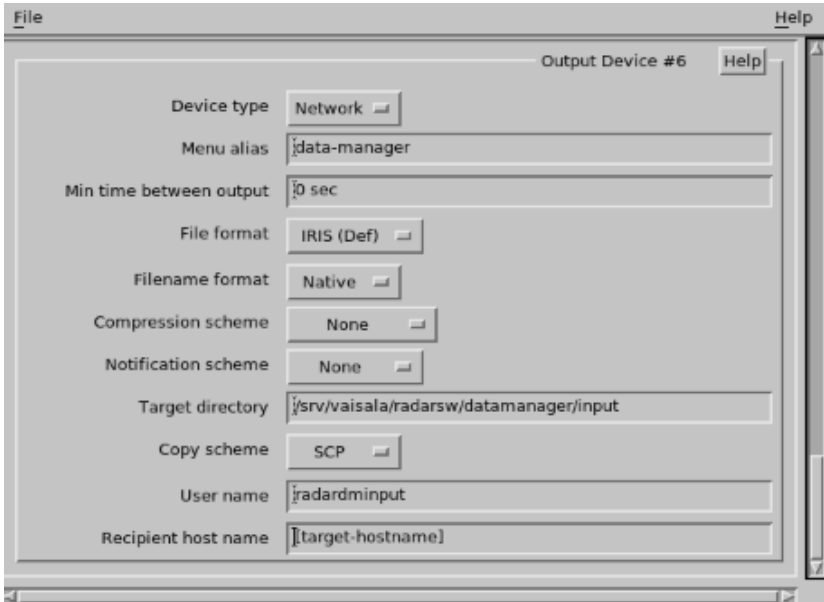 File Help
Output Device #6 Help
Device type Network
Menu alias data-manager
Min time between output 0 sec
File format IRIS (Def)
Filename format Native
Compression scheme None
Notification scheme None
Target directory /srv/vaisala/radarsw/datamanager/input
Copy scheme SCP
User name radardminput
Recipient host name [target-hostname]